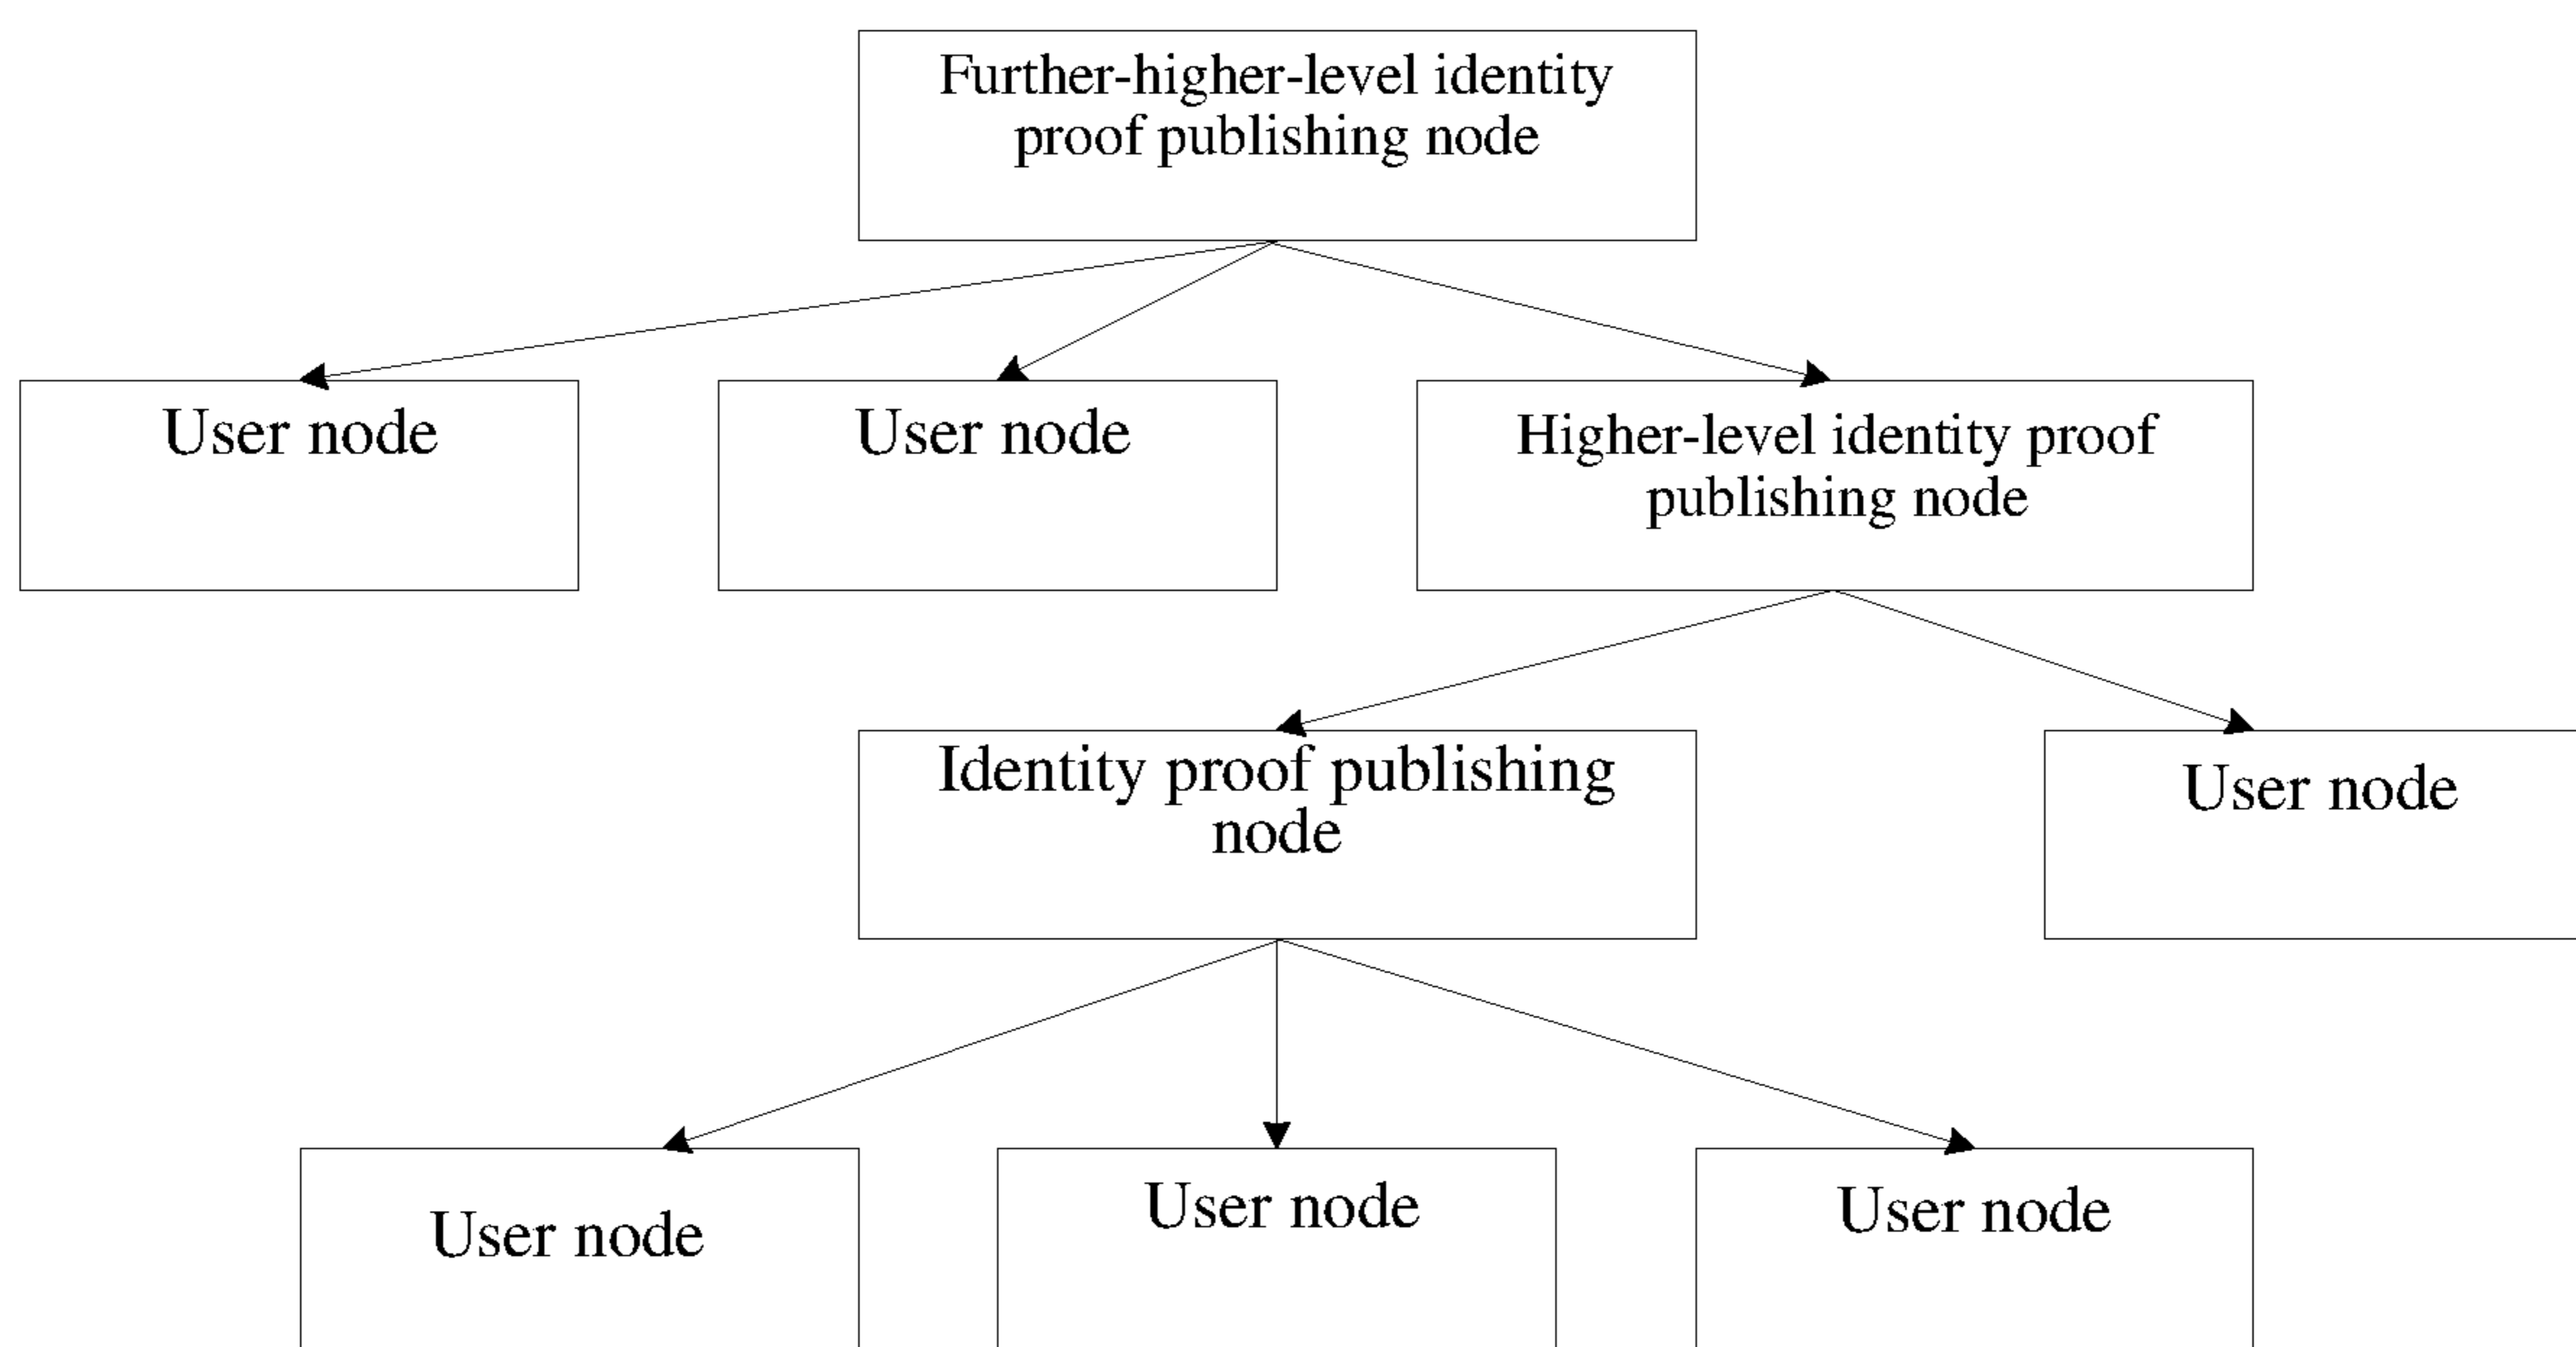 Further-higher-level identity
proof publishing node
User node
User node
Higher-level identity proof
publishing node
Identity proof publishing
node
User node
User node
User node
User node